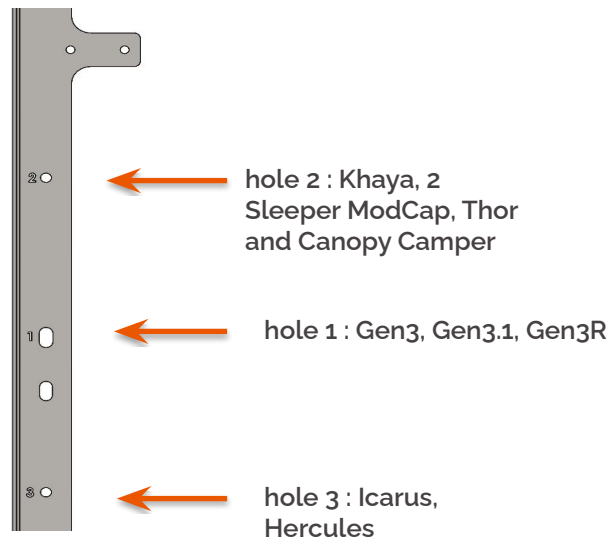 2
hole 2 : Khaya, 2
Sleeper ModCap, Thor
and Canopy Camper
1
hole 1 : Gen3, Gen3.1, Gen3R
3
hole 3 : Icarus,
Hercules